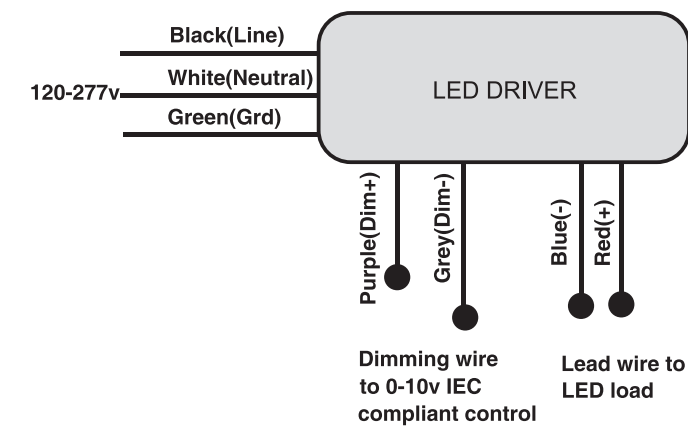 Black(Line)
White(Neutral)
120-277v
Green(Grd)
LED DRIVER
Purple(Dim+)
Grey(Dim-)
Blue(-)
Red(+)
Dimming wire
to 0-10v IEC
compliant control
Lead wire to
LED load